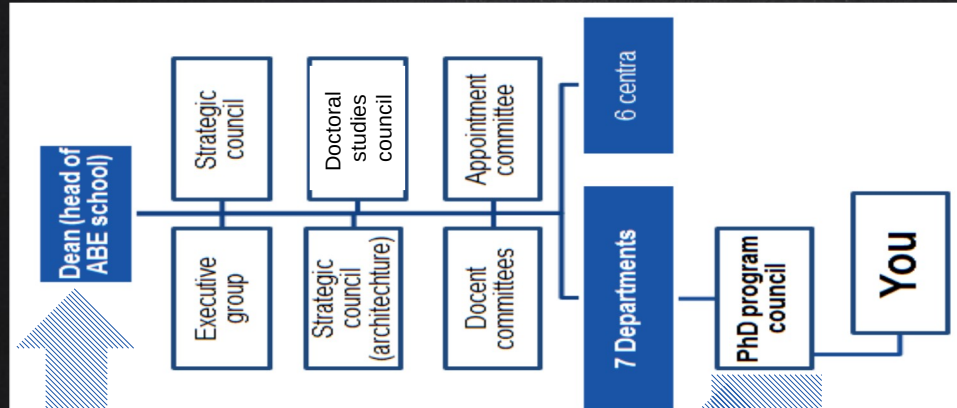 Dean (head of
ABE school)
Executive
group
Strategic
council
Strategic
council
(architechture)
Doctoral
studies
council
Docent
committees
Appointment
committee
7 Departments
6 centra
PhD program
council
You